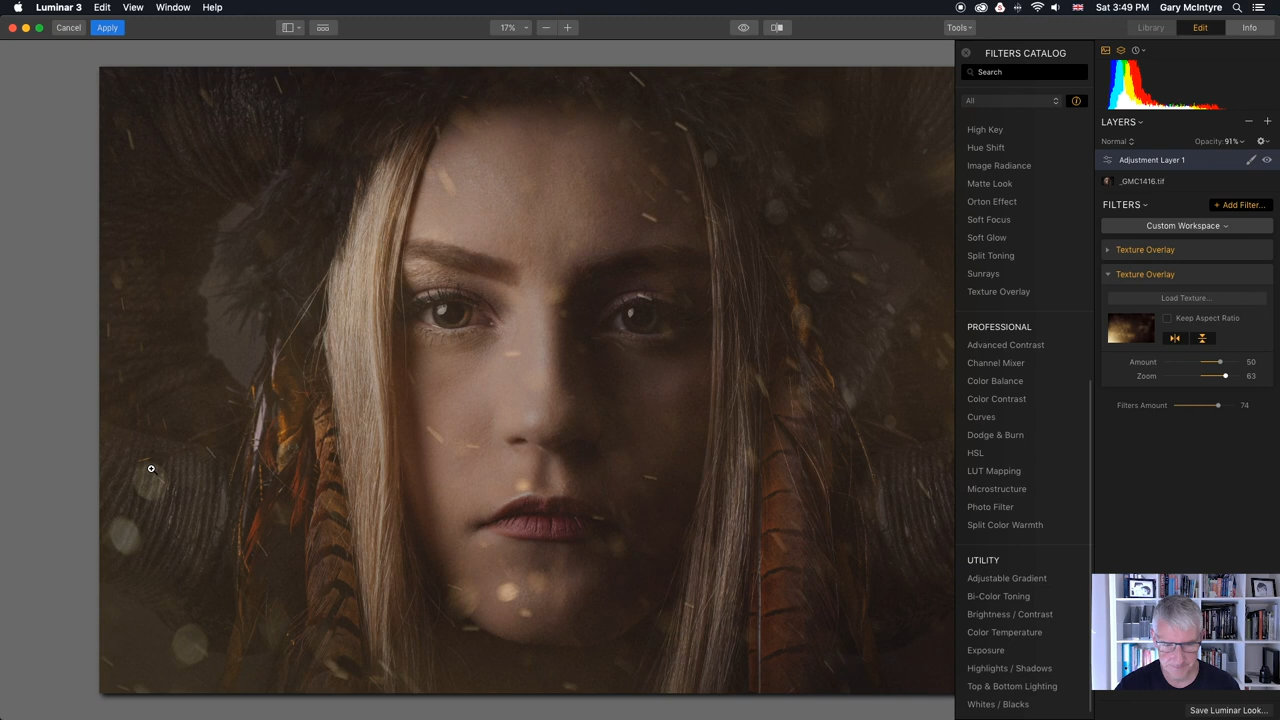 Luminar 3 Edit View Window Help
Sat 3:49 PM Gary McIntyre
Cancel Apply
17%
Tools
Library Edit Info
FILTERS CATALOG
Search
All
High Key
Hue Shift
Image Radiance
Matte Look
Orton Effect
Soft Focus
Soft Glow
Split Toning
Sunrays
Texture Overlay
PROFESSIONAL
Advanced Contrast
Channel Mixer
Color Balance
Color Contrast
Curves
Dodge & Burn
HSL
LUT Mapping
Microstructure
Photo Filter
Split Color Warmth
UTILITY
Adjustable Gradient
Bi-Color Toning
Brightness / Contrast
Color Temperature
Exposure
Highlights / Shadows
Top & Bottom Lighting
Whites / Blacks
LAYERS
Normal Opacity: 91%
Adjustment Layer 1
_GMC1416.tif
FILTERS + Add Filter...
Custom Workspace
Texture Overlay
Texture Overlay
Load Texture...
Keep Aspect Ratio
Amount 50
Zoom 63
Filters Amount 74
Save Luminar Look...